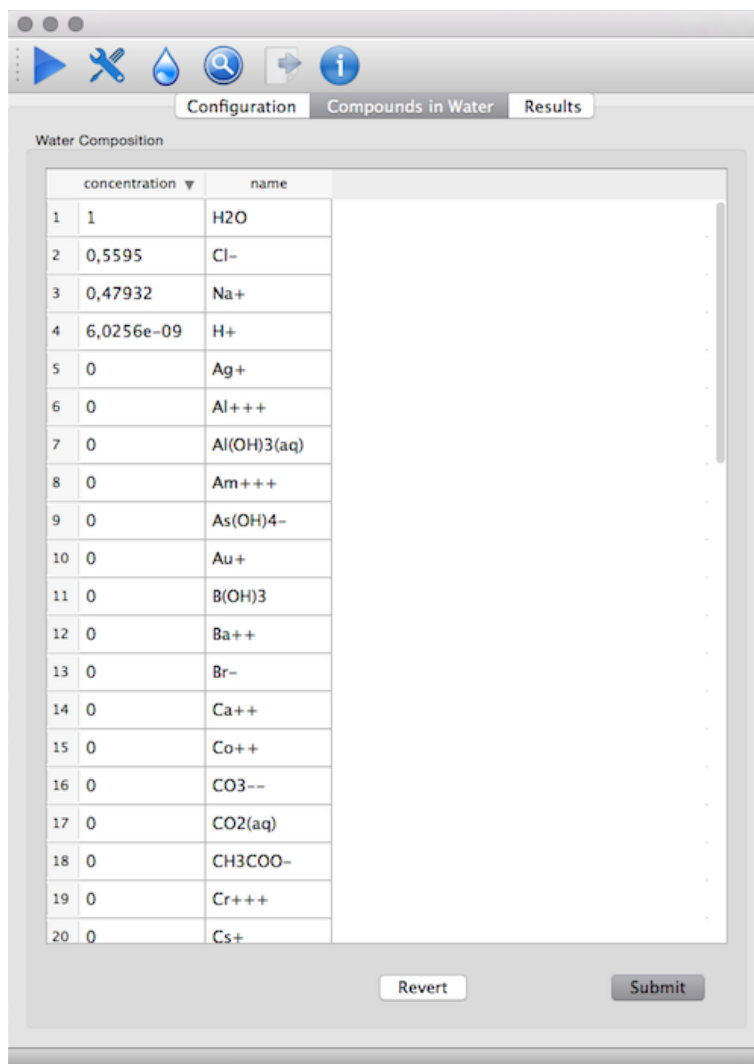 Configuration Compounds in Water Results
Water Composition
concentration ▼ name
1 1 H2O
2 0,5595 Cl-
3 0,47932 Na+
4 6,0256e-09 H+
5 0 Ag+
6 0 Al+++
7 0 Al(OH)3(aq)
8 0 Am+++
9 0 As(OH)4-
10 0 Au+
11 0 B(OH)3
12 0 Ba++
13 0 Br-
14 0 Ca++
15 0 Co++
16 0 CO3--
17 0 CO2(aq)
18 0 CH3COO-
19 0 Cr+++
20 0 Cs+
Revert Submit